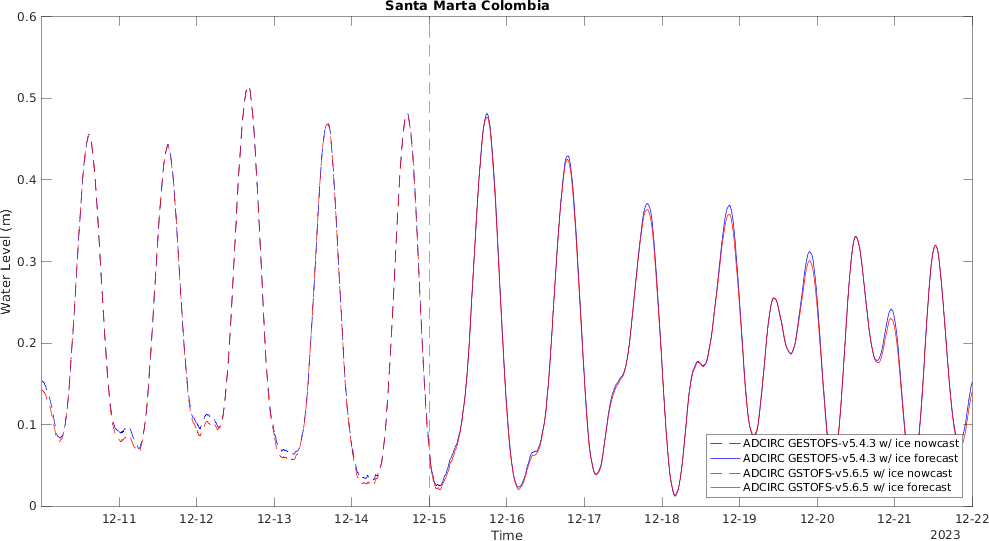 Santa Marta Colombia
0.6
0.5
0.4
0.3
0.2
0.1
0
Water Level (m)
ADCIRC GESTOFS-v5.4.3 w/ ice nowcast
ADCIRC GESTOFS-v5.4.3 w/ ice forecast
ADCIRC GSTOFS-v5.6.5 w/ ice nowcast
ADCIRC GSTOFS-v5.6.5 w/ ice forecast
12-11 12-12 12-13 12-14 12-15 12-16 12-17 12-18 12-19 12-20 12-21 12-22
Time 2023